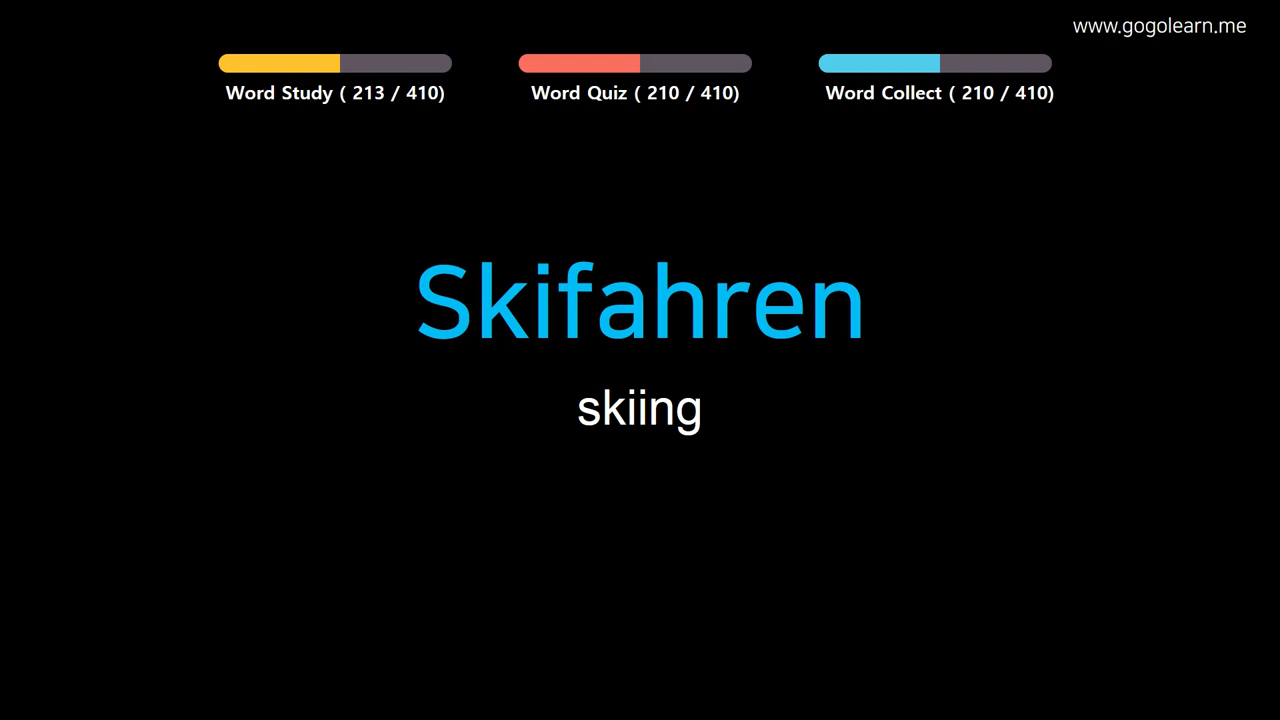 www.gogolearn.me
Word Study ( 213 / 410)
Word Quiz ( 210 / 410)
Word Collect ( 210 / 410)
Skifahren
skiing